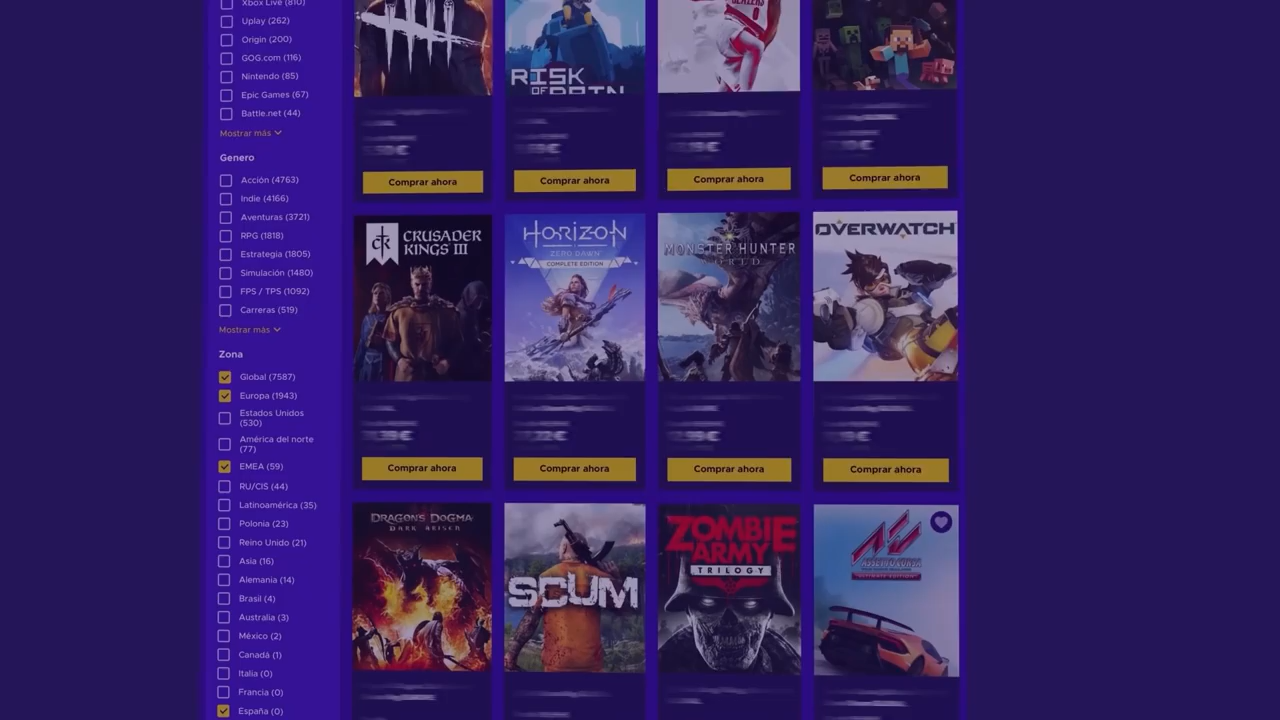 Xbox Live (810)
Uplay (262)
Origin (200)
GOG.com (116)
Nintendo (85)
Epic Games (67)
Battle.net (44)
Mostrar más
Genero
Acción (4763)
Indie (4166)
Aventuras (3721)
RPG (1818)
Estrategia (1805)
Simulación (1480)
FPS / TPS (1092)
Carreras (519)
Mostrar más
Zona
Global (7587)
Europa (1943)
Estados Unidos
(530)
América del norte
(77)
EMEA (59)
RU/CIS (44)
Latinoamérica (35)
Polonia (23)
Reino Unido (21)
Asia (16)
Alemania (14)
Brasil (4)
Australia (3)
México (2)
Canadá (1)
Italia (0)
Francia (0)
España (0)
RISK
OF RAIN
Comprar ahora
Comprar ahora
Comprar ahora
Comprar ahora
CRUSADER
KINGS III
HORIZON
ZERO DAWN
COMPLETE EDITION
MONSTER HUNTER
WORLD
OVERWATCH
Comprar ahora
Comprar ahora
Comprar ahora
Comprar ahora
DRAGON'S DOGMA
DARK ARISEN
SCUM
ZOMBIE
ARMY
TRILOGY
ASSETTO CORSA
ULTIMATE EDITION